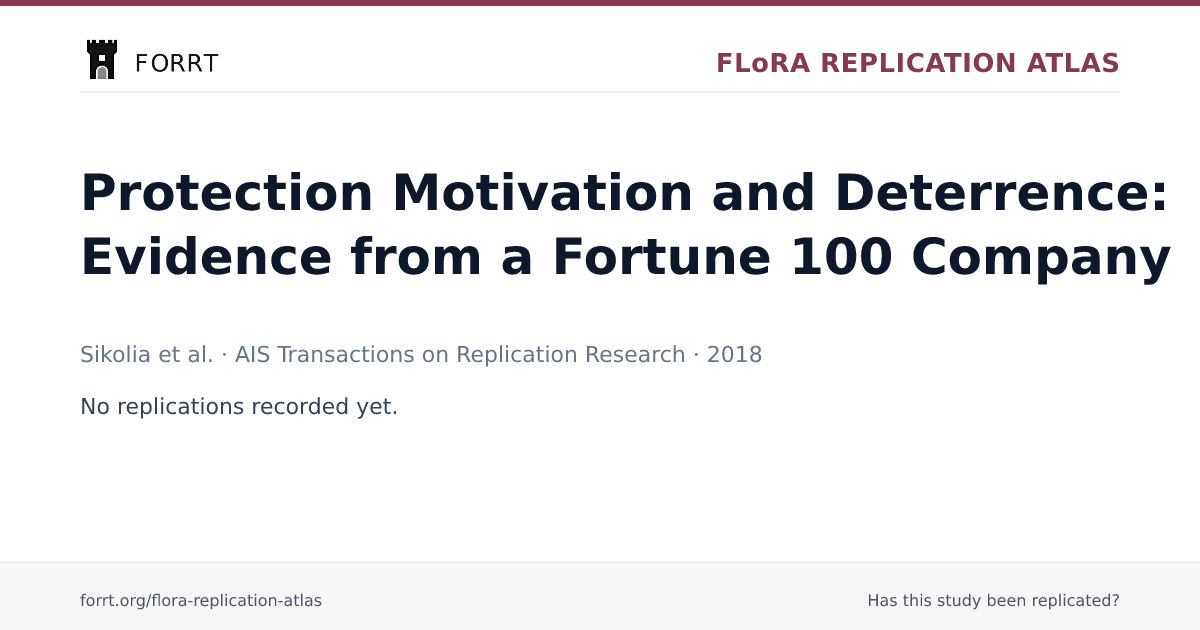 FORRT
FLoRA REPLICATION ATLAS
Protection Motivation and Deterrence:
Evidence from a Fortune 100 Company
Sikolia et al. · AIS Transactions on Replication Research · 2018
No replications recorded yet.
forrt.org/flora-replication-atlas
Has this study been replicated?